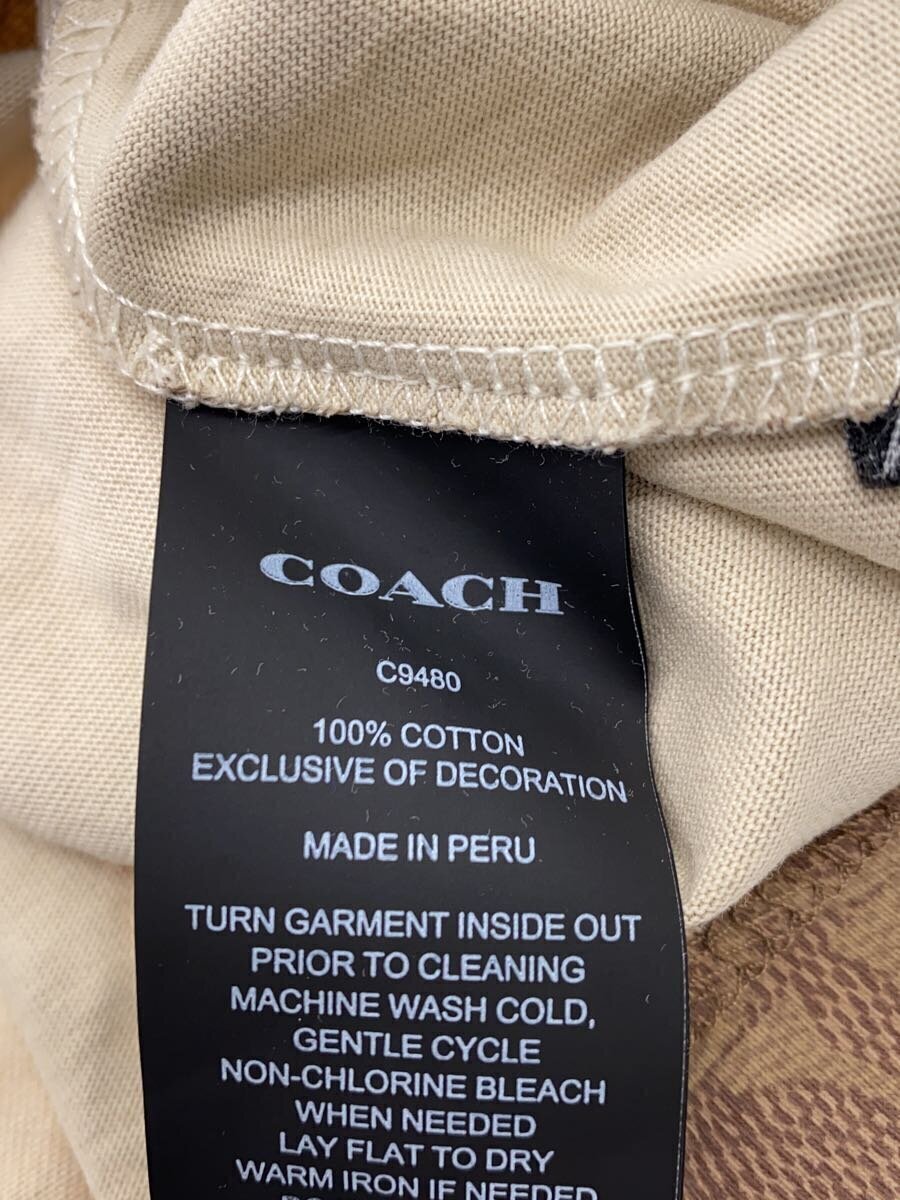 COACH
C9480
100% COTTON
EXCLUSIVE OF DECORATION
MADE IN PERU
TURN GARMENT INSIDE OUT
PRIOR TO CLEANING
MACHINE WASH COLD,
GENTLE CYCLE
NON-CHLORINE BLEACH
WHEN NEEDED
LAY FLAT TO DRY
WARM IRON IF NEEDED